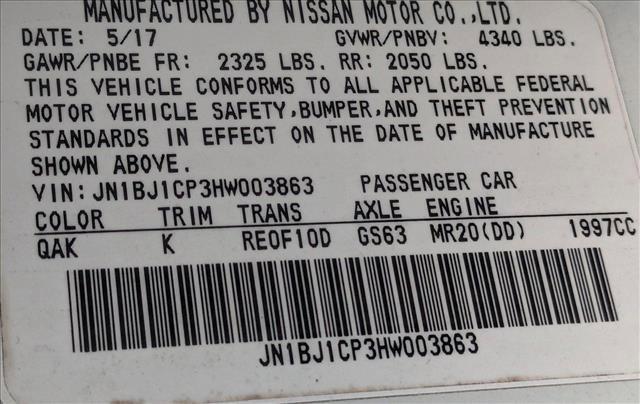 MANUFACTURED BY NISSAN MOTOR CO.,LTD.
DATE: 5/17 GVWR/PNBV: 4340 LBS.
GAWR/PNBE FR: 2325 LBS. RR: 2050 LBS.
THIS VEHICLE CONFORMS TO ALL APPLICABLE FEDERAL
MOTOR VEHICLE SAFETY,BUMPER,AND THEFT PREVENTION
STANDARDS IN EFFECT ON THE DATE OF MANUFACTURE
SHOWN ABOVE.
VIN:JN1BJ1CP3HW003863 PASSENGER CAR
COLOR TRIM TRANS AXLE ENGINE
QAK K RE0F10D GS63 MR20(DD) 1997CC
JN1BJ1CP3HW003863